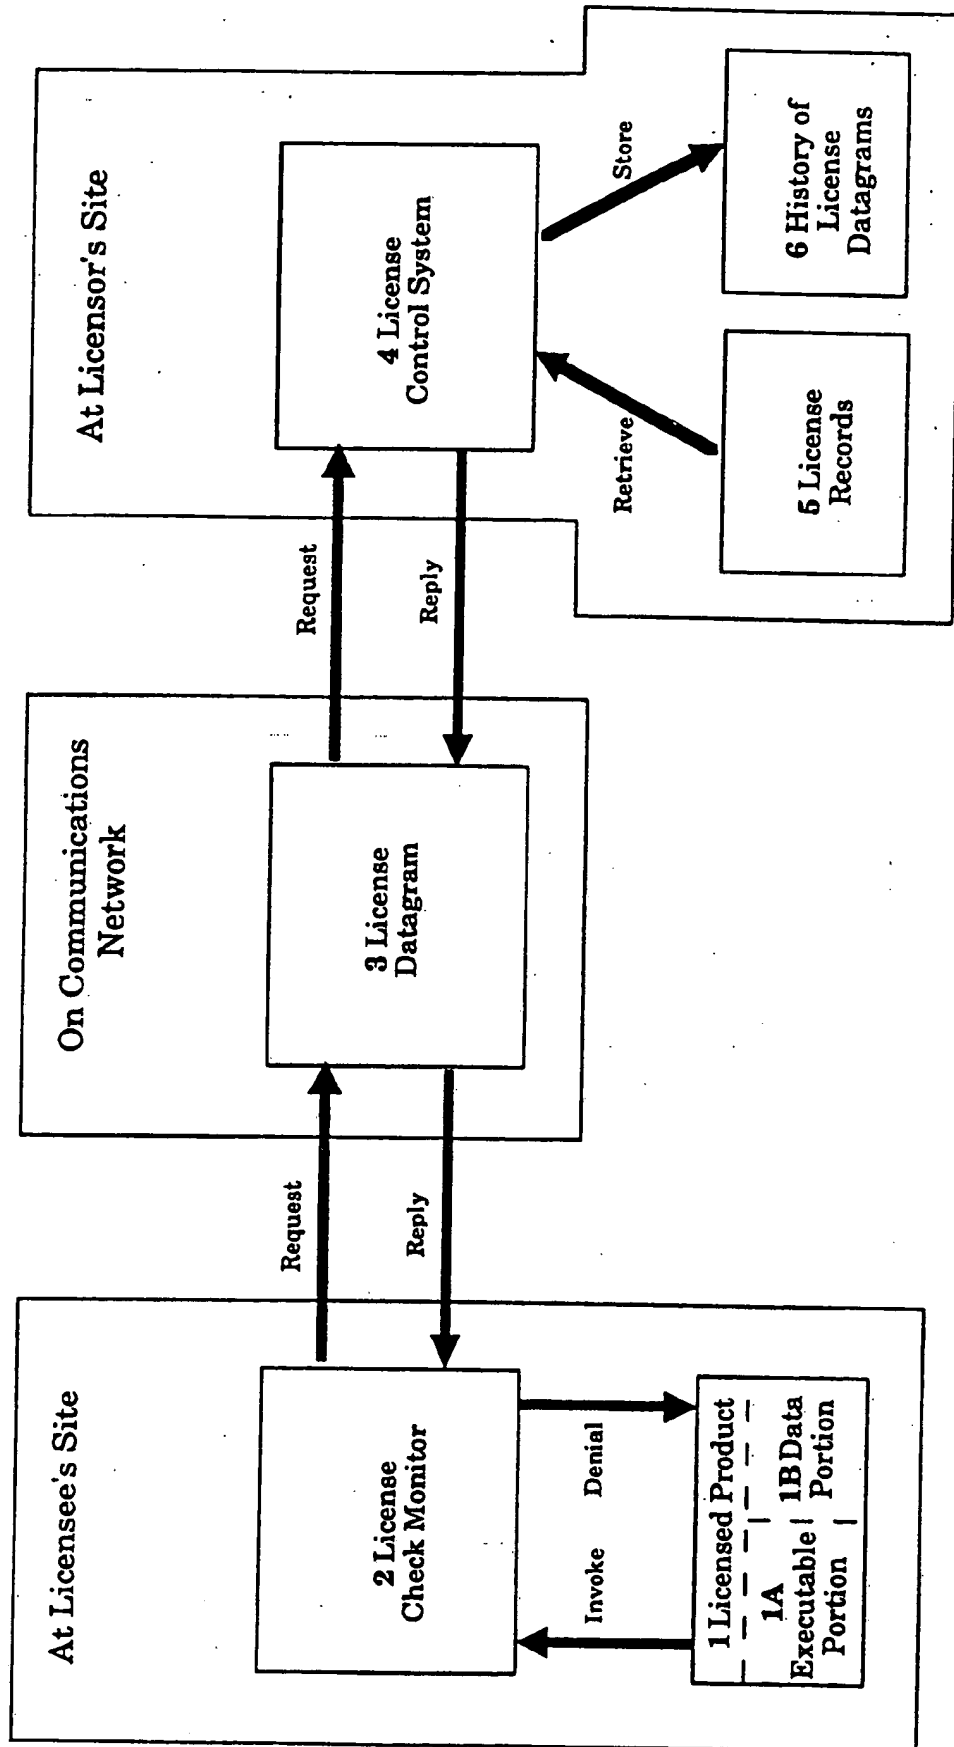 At Licensee's Site
2 License
Check Monitor
Invoke
Denial
1 Licensed Product
1A
Executable
Portion
1B Data
Portion
Request
Reply
On Communications
Network
3 License
Datagram
Request
Reply
At Licensor's Site
4 License
Control System
Retrieve
Store
5 License
Records
6 History of
License
Datagrams